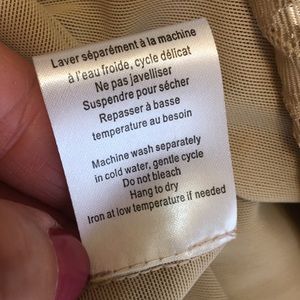 Laver séparément à la machine
à l'eau froide, cycle délicat
Ne pas javelliser
Suspendre pour sécher
Repasser à basse
temperature au besoin
Machine wash separately
in cold water, gentle cycle
Do not bleach
Hang to dry
Iron at low temperature if needed